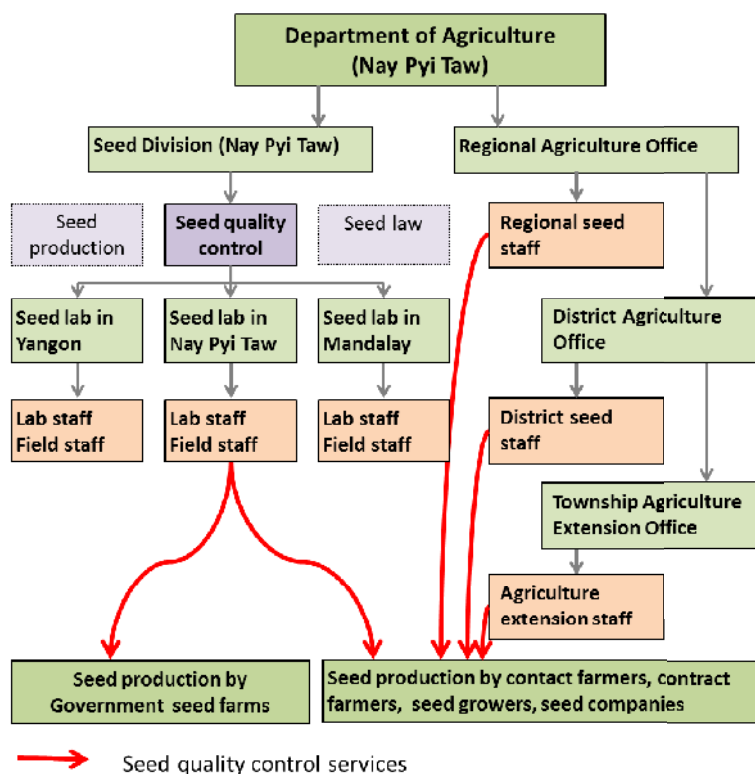 Department of Agriculture
(Nay Pyi Taw)
Seed Division (Nay Pyi Taw)
Regional Agriculture Office
Seed
production
Seed quality
control
Seed law
Regional seed
staff
Seed lab in
Yangon
Seed lab in
Nay Pyi Taw
Seed lab in
Mandalay
District Agriculture
Office
Lab staff
Field staff
Lab staff
Field staff
Lab staff
Field staff
District seed
staff
Township Agriculture
Extension Office
Agriculture
extension staff
Seed production by
Government seed farms
Seed production by contact farmers, contract
farmers, seed growers, seed companies
Seed quality control services